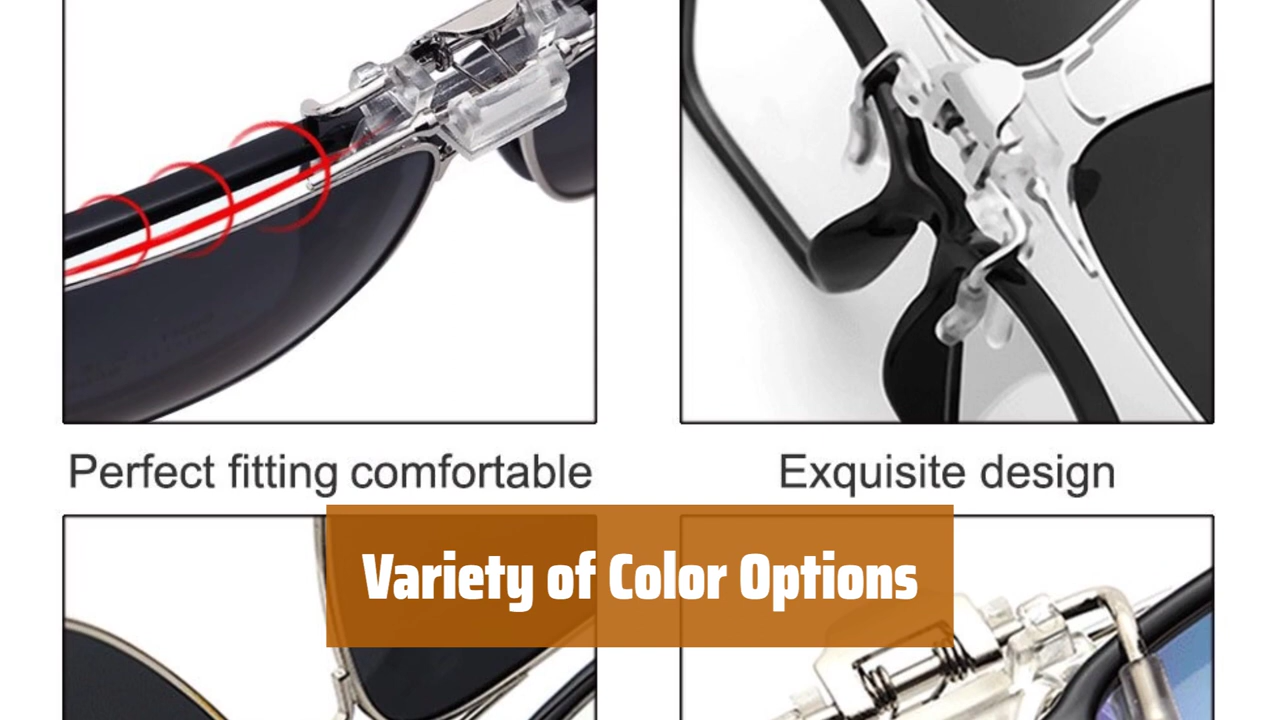 Perfect fitting comfortable
Exquisite design
Variety of Color Options